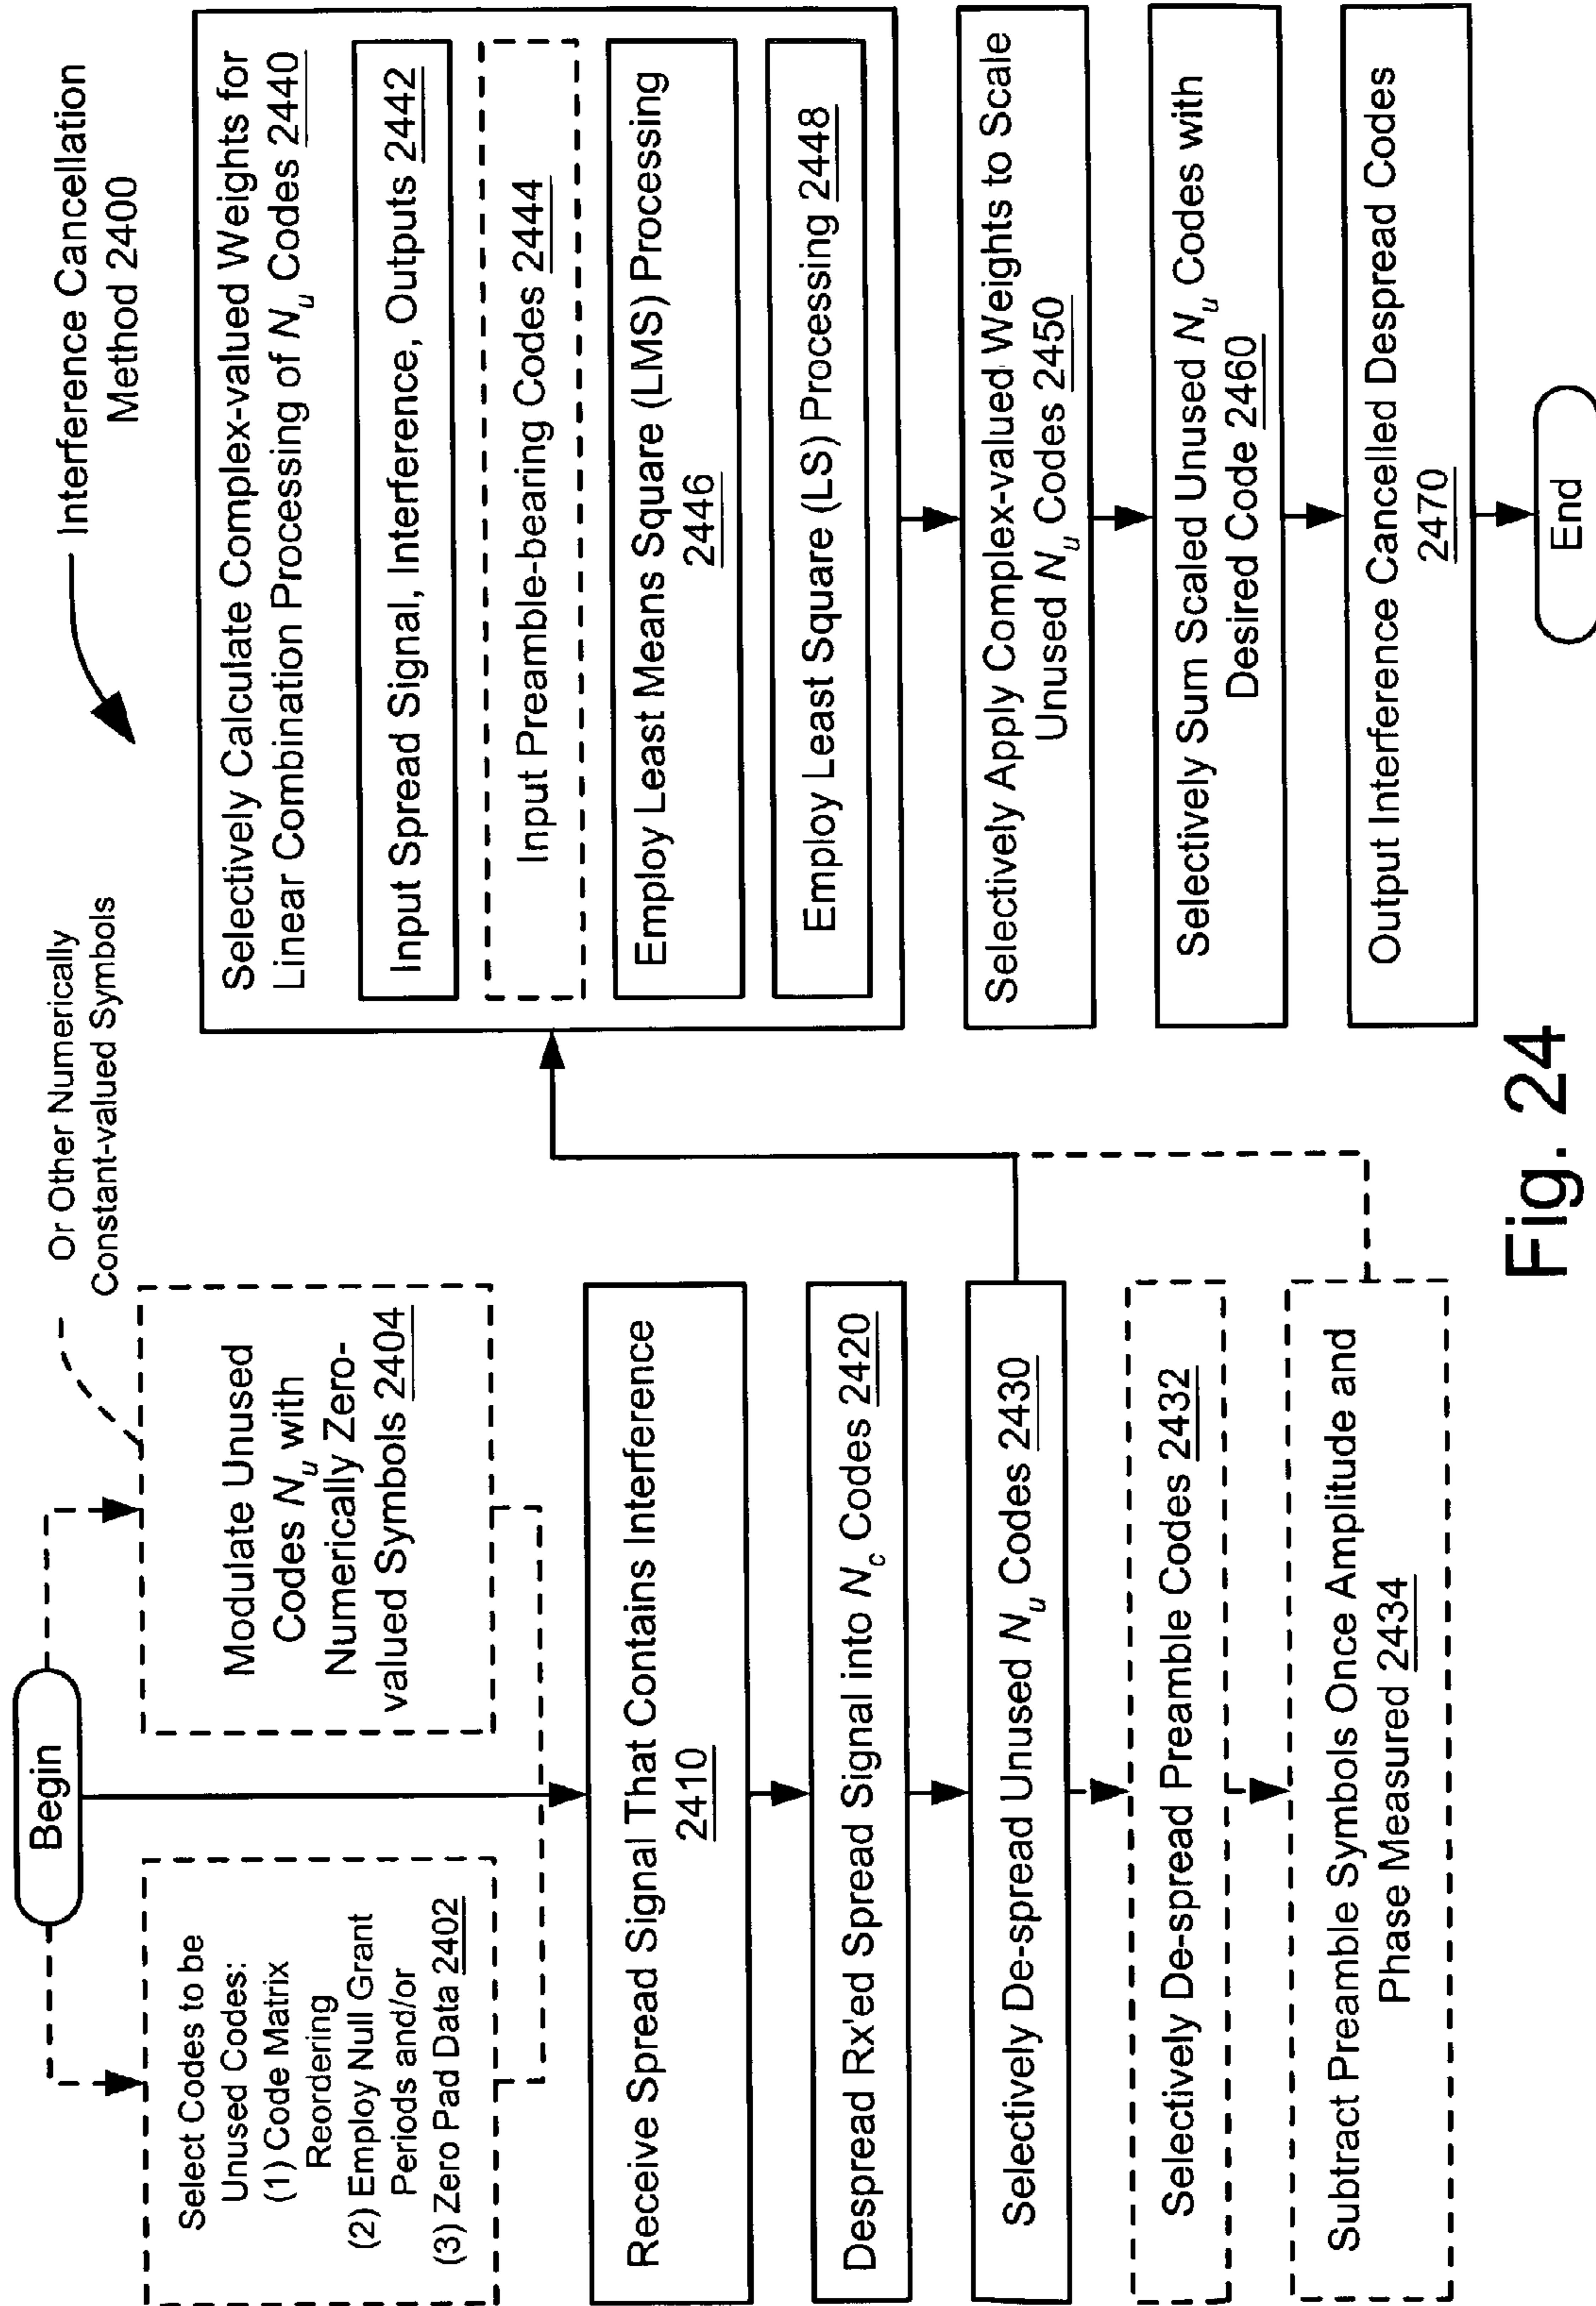 Interference Cancellation
Method 2400
Begin
Select Codes to be
Unused Codes:
(1) Code Matrix
Reordering
(2) Employ Null Grant
Periods and/or
(3) Zero Pad Data 2402
Modulate Unused
Codes Nu with
Numerically Zero-
valued Symbols 2404
Or Other Numerically
Constant-valued Symbols
Receive Spread Signal That Contains Interference
2410
Despread Rx'ed Spread Signal into Nc Codes 2420
Selectively De-spread Unused Nu Codes 2430
Selectively De-spread Preamble Codes 2432
Subtract Preamble Symbols Once Amplitude and
Phase Measured 2434
Selectively Calculate Complex-valued Weights for
Linear Combination Processing of Nu Codes 2440
Input Spread Signal, Interference, Outputs 2442
Input Preamble-bearing Codes 2444
Employ Least Means Square (LMS) Processing
2446
Employ Least Square (LS) Processing 2448
Selectively Apply Complex-valued Weights to Scale
Unused Nu Codes 2450
Selectively Sum Scaled Unused Nu Codes with
Desired Code 2460
Output Interference Cancelled Despread Codes
2470
End
Fig. 24